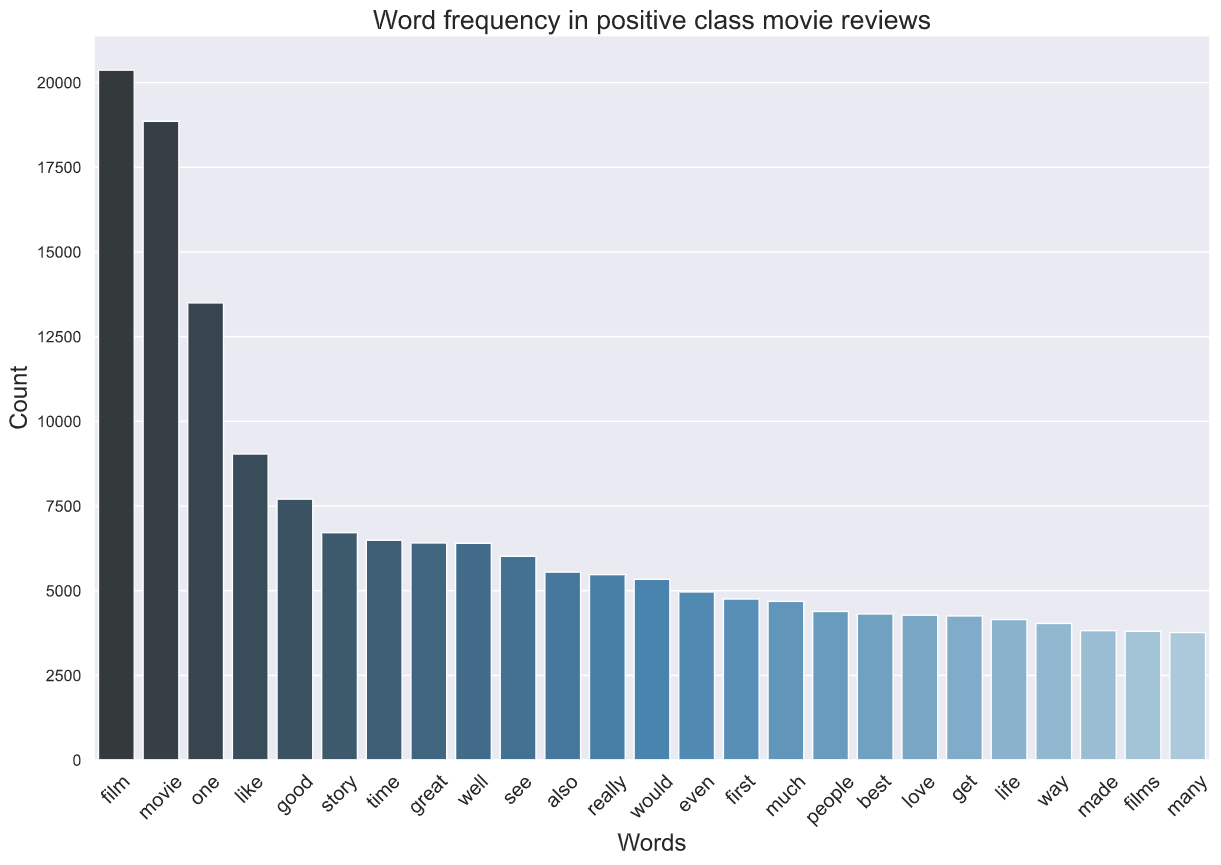 Word frequency in positive class movie reviews
20000
17500
15000
12500
10000
7500
5000
2500
0
Count
film movie one like good story time great well see also really would even first much people best love get life way made films many
Words